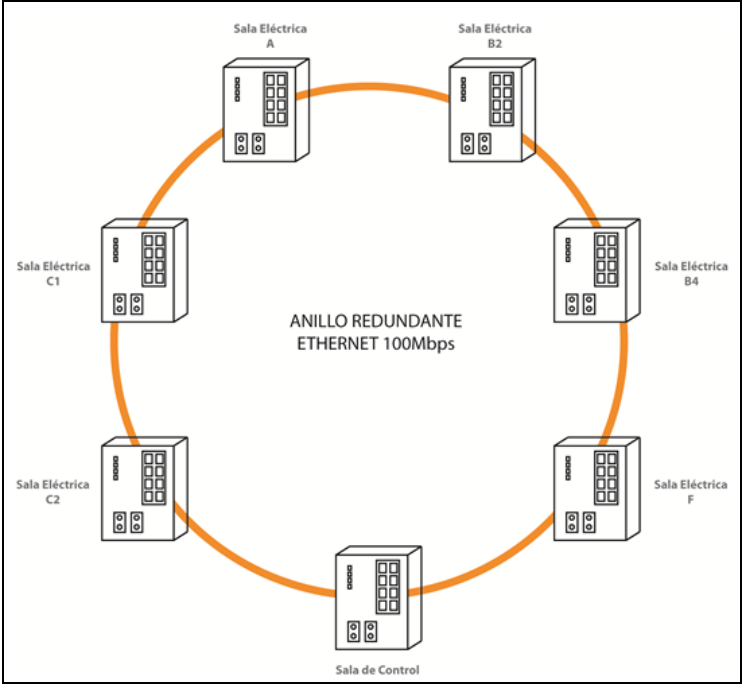 Sala Eléctrica
A
Sala Eléctrica
B2
Sala Eléctrica
C1
Sala Eléctrica
B4
ANILLO REDUNDANTE
ETHERNET 100Mbps
Sala Eléctrica
C2
Sala Eléctrica
F
Sala de Control